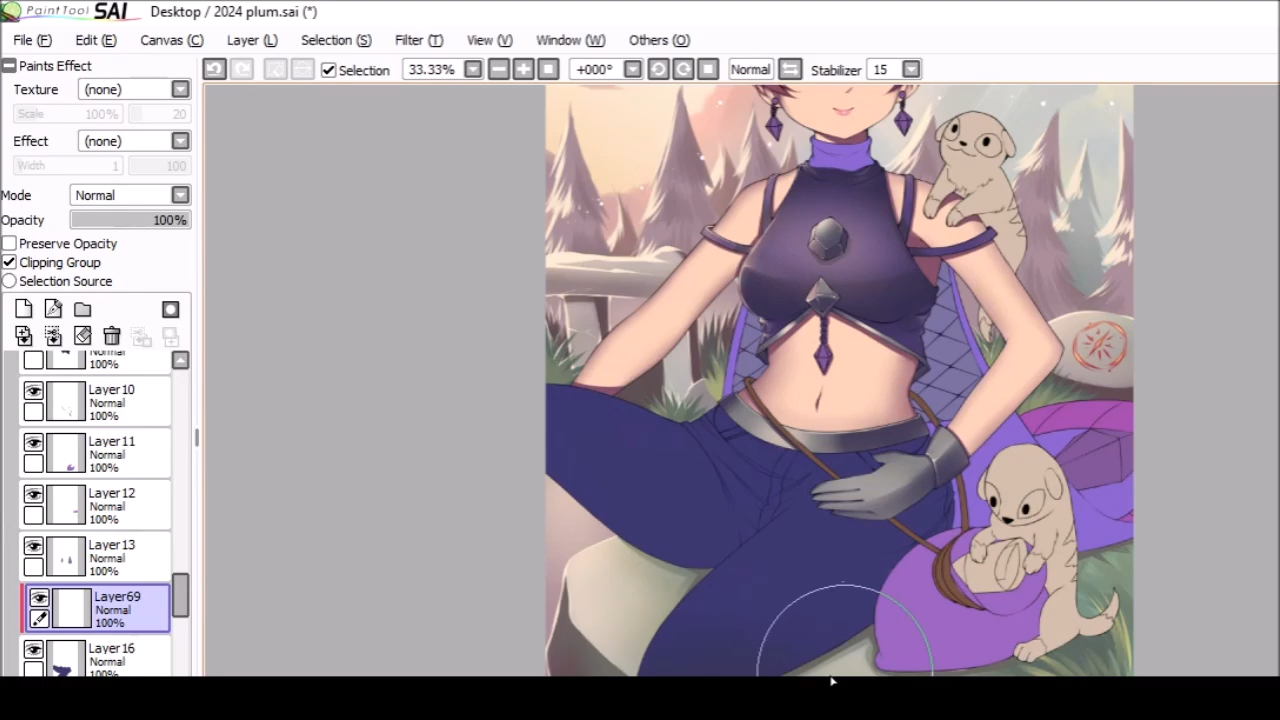 PaintTool SAI Desktop / 2024 plum.sai (*)
File (F) Edit (E) Canvas (C) Layer (L) Selection (S) Filter (T) View (V) Window (W) Others (O)
Paints Effect
Selection 33.33% +000° Normal Stabilizer 15
Texture (none)
Scale 100% 20
Effect (none)
Width 1 100
Mode Normal
Opacity 100%
Preserve Opacity
Clipping Group
Selection Source
Normal
100%
Layer10
Normal
100%
Layer11
Normal
100%
Layer12
Normal
100%
Layer13
Normal
100%
Layer69
Normal
100%
Layer16
Normal
100%